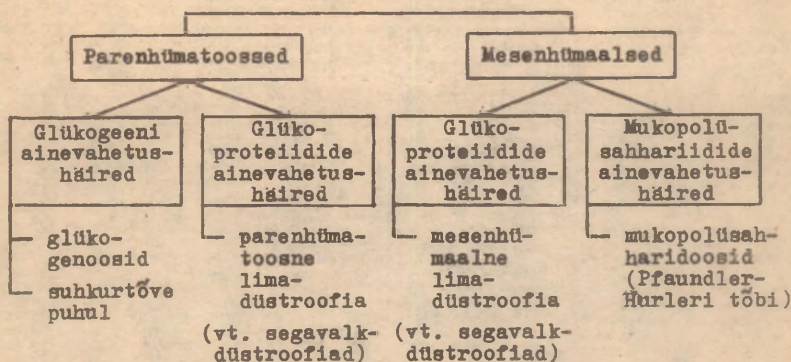 Parenhümatoossed
Mesenhümaalsed
Glükogeeni
ainevahetus-
häired
Glüko-
proteiidide
ainevahetus-
häired
Glüko-
proteiidide
ainevahetus-
häired
Mukopolü-
sahhariidide
ainevahetus-
häired
glüko-
genoosid
suhkurtõve
puhul
parenhüma-
toosne
lima-
düstroofia
(vt. segavalk-
düstroofiad)
mesenhü-
maalne
lima-
düstroofia
(vt. segavalk-
düstroofiad)
mukopolüsah-
haridoosid
(Pfaundler-
Hurleri tõbi)